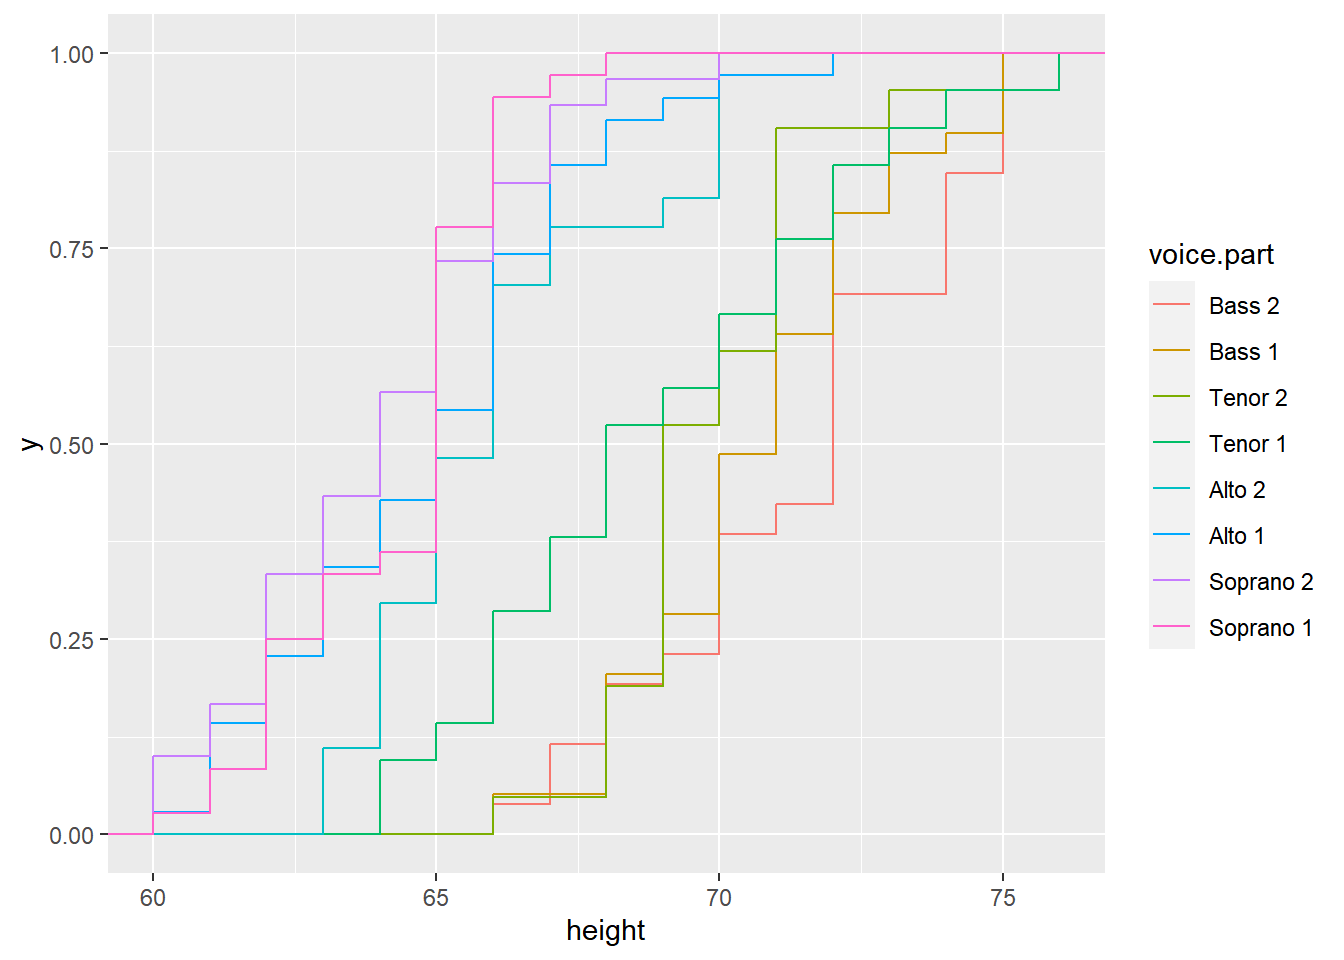 1.00
0.75
0.50
0.25
0.00
y
60
65
70
75
height
voice.part
Bass 2
Bass 1
Tenor 2
Tenor 1
Alto 2
Alto 1
Soprano 2
Soprano 1